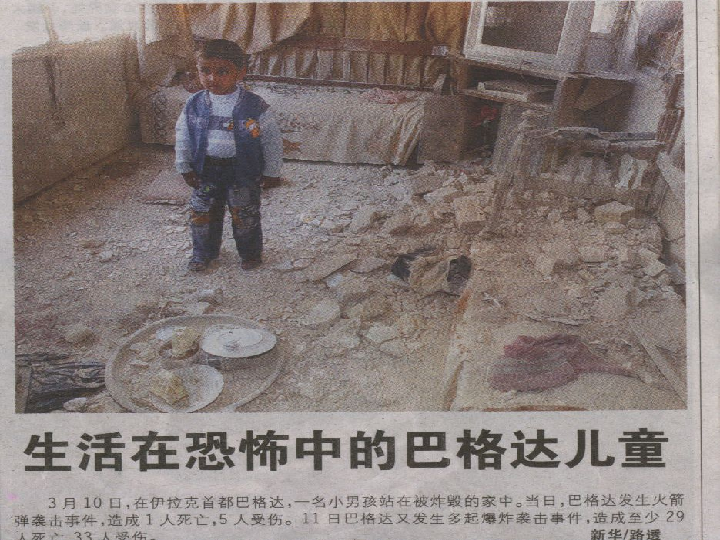 生活在恐怖中的巴格达儿童
3月10日,在伊拉克首都巴格达,一名小男孩站在被炸毁的家中。当日,巴格达发生火箭
弹袭击事件,造成1人死亡,5人受伤。11日巴格达又发生多起爆炸袭击事件,造成至少29
人死亡,33人受伤。 新华/路透